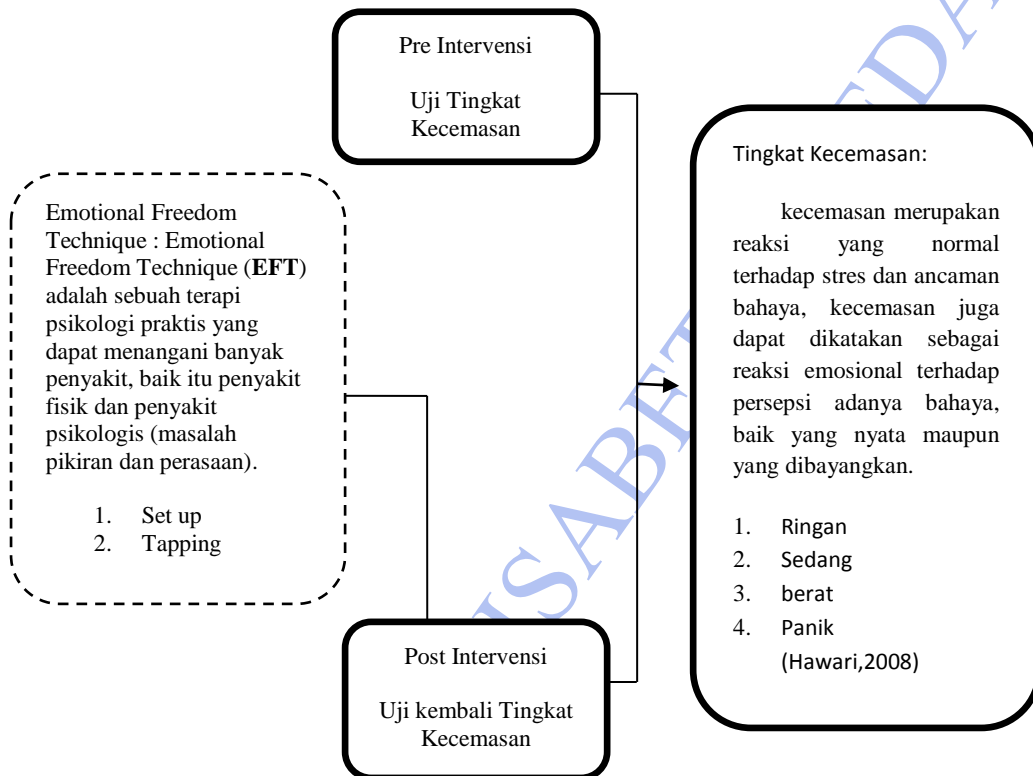 Pre Intervensi
Uji Tingkat
Kecemasan
Emotional Freedom
Technique : Emotional
Freedom Technique (EFT)
adalah sebuah terapi
psikologi praktis yang
dapat menangani banyak
penyakit, baik itu penyakit
fisik dan penyakit
psikologis (masalah
pikiran dan perasaan).
1. Set up
2. Tapping
Post Intervensi
Uji kembali Tingkat
Kecemasan
Tingkat Kecemasan:
kecemasan merupakan
reaksi yang normal
terhadap stres dan ancaman
bahaya, kecemasan juga
dapat dikatakan sebagai
reaksi emosional terhadap
persepsi adanya bahaya,
baik yang nyata maupun
yang dibayangkan.
1. Ringan
2. Sedang
3. berat
4. Panik
(Hawari,2008)